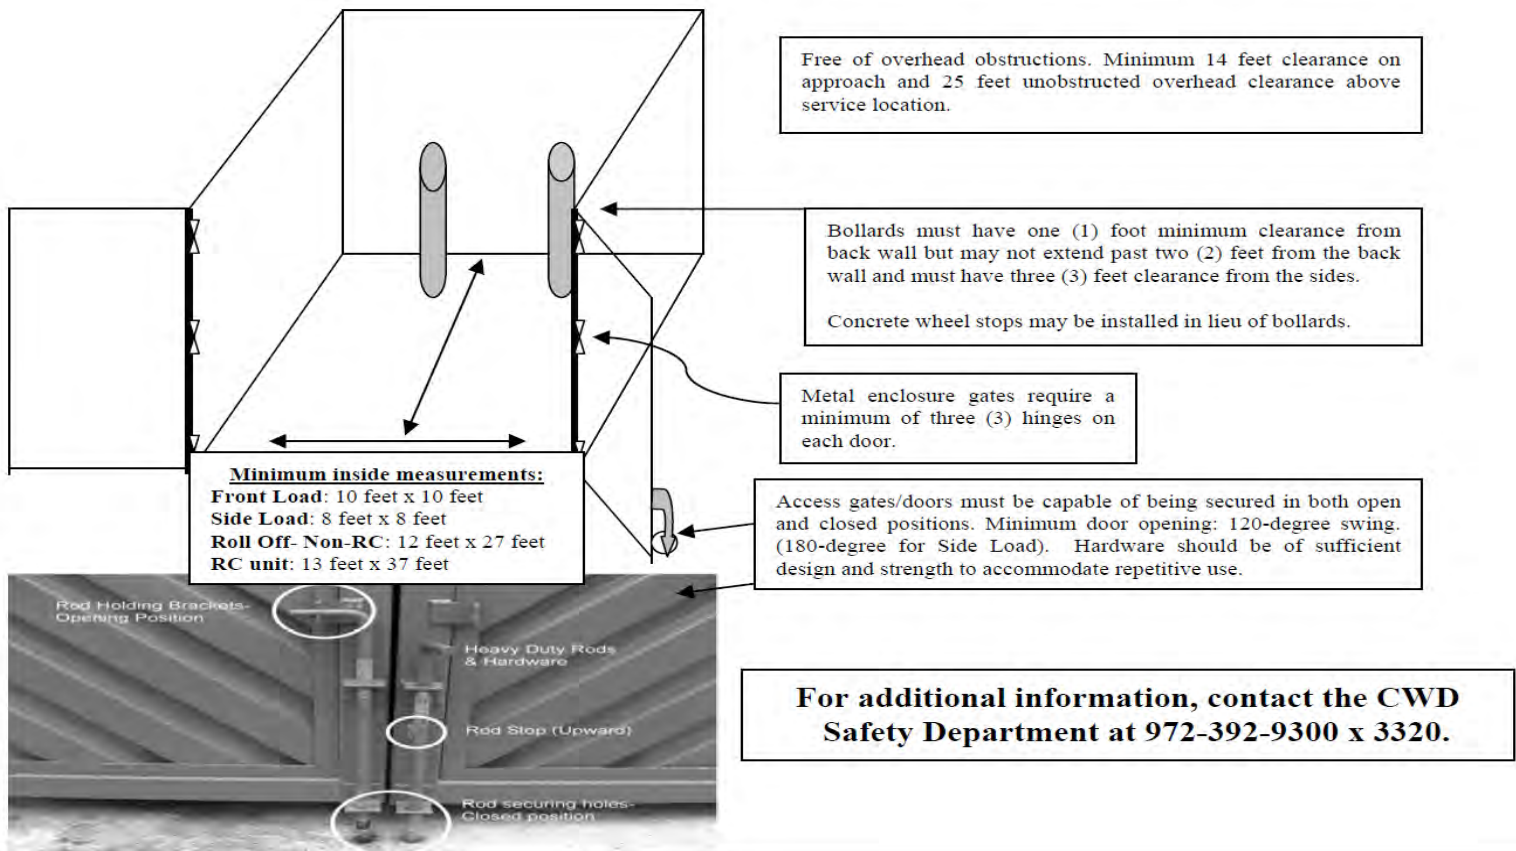 Free of overhead obstructions. Minimum 14 feet clearance on
approach and 25 feet unobstructed overhead clearance above
service location.
Bollards must have one (1) foot minimum clearance from
back wall but may not extend past two (2) feet from the back
wall and must have three (3) feet clearance from the sides.
Concrete wheel stops may be installed in lieu of bollards.
Metal enclosure gates require a
minimum of three (3) hinges on
each door.
Minimum inside measurements:
Front Load: 10 feet x 10 feet
Side Load: 8 feet x 8 feet
Roll Off- Non-RC: 12 feet x 27 feet
RC unit: 13 feet x 37 feet
Access gates/doors must be capable of being secured in both open
and closed positions. Minimum door opening: 120-degree swing.
(180-degree for Side Load). Hardware should be of sufficient
design and strength to accommodate repetitive use.
Rod Holding Brackets-
Opening Position
Heavy Duty Rods
& Hardware
Rod Stop (Upward)
Rod securing holes-
Closed position
For additional information, contact the CWD
Safety Department at 972-392-9300 x 3320.